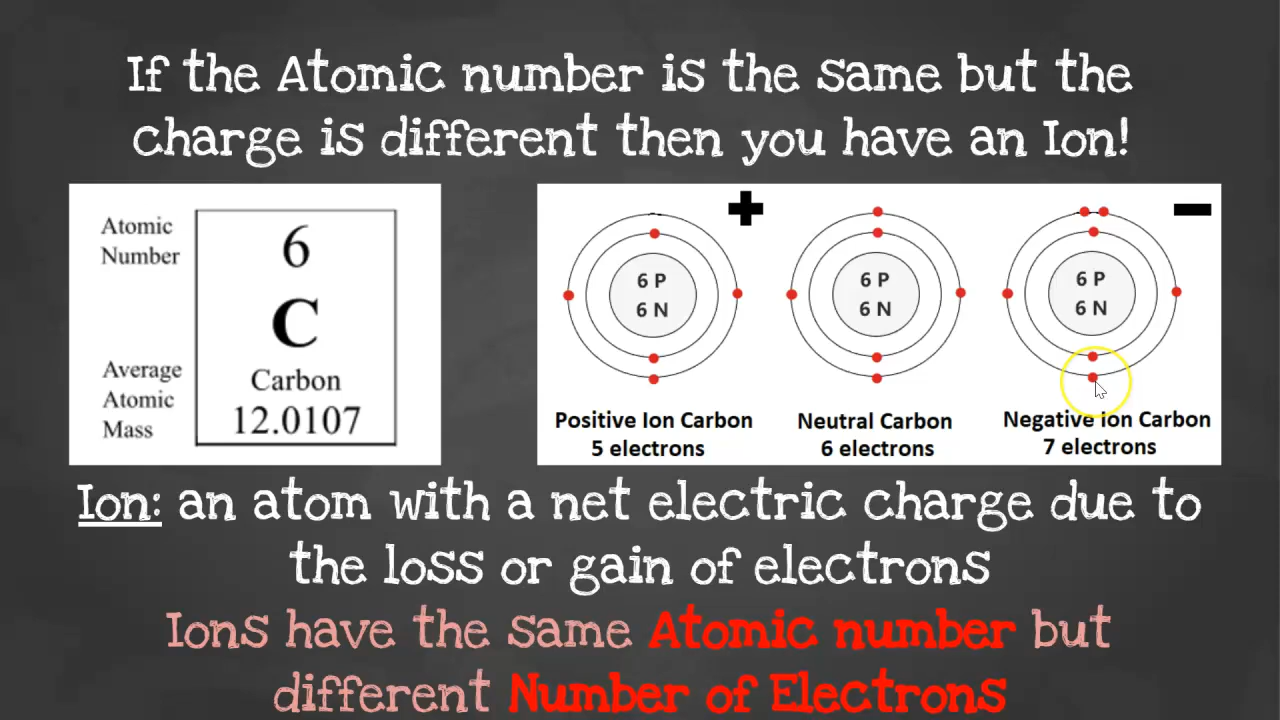 If the Atomic number is the same but the
charge is different then you have an Ion!
Atomic
Number
6
C
Carbon
12.0107
Average
Atomic
Mass
+
6 P
6 N
Positive Ion Carbon
5 electrons
6 P
6 N
Neutral Carbon
6 electrons
−
6 P
6 N
Negative Ion Carbon
7 electrons
Ion: an atom with a net electric charge due to
the loss or gain of electrons
Ions have the same Atomic number but
different Number of Electrons